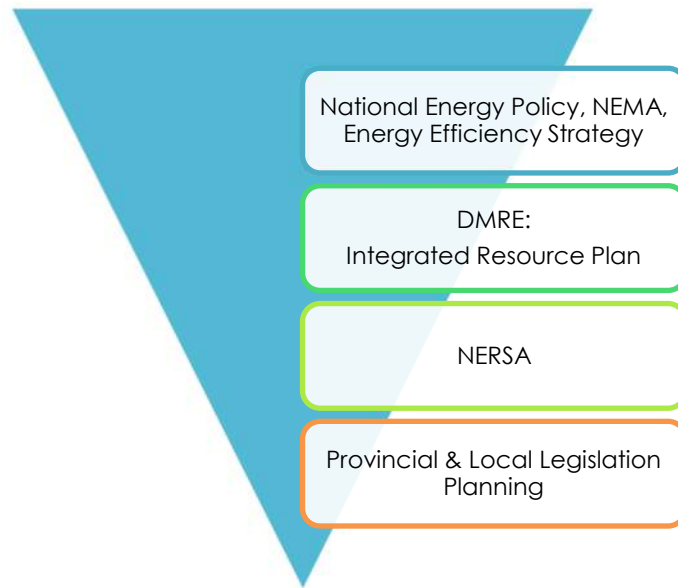 National Energy Policy, NEMA,
Energy Efficiency Strategy
DMRE:
Integrated Resource Plan
NERSA
Provincial & Local Legislation
Planning